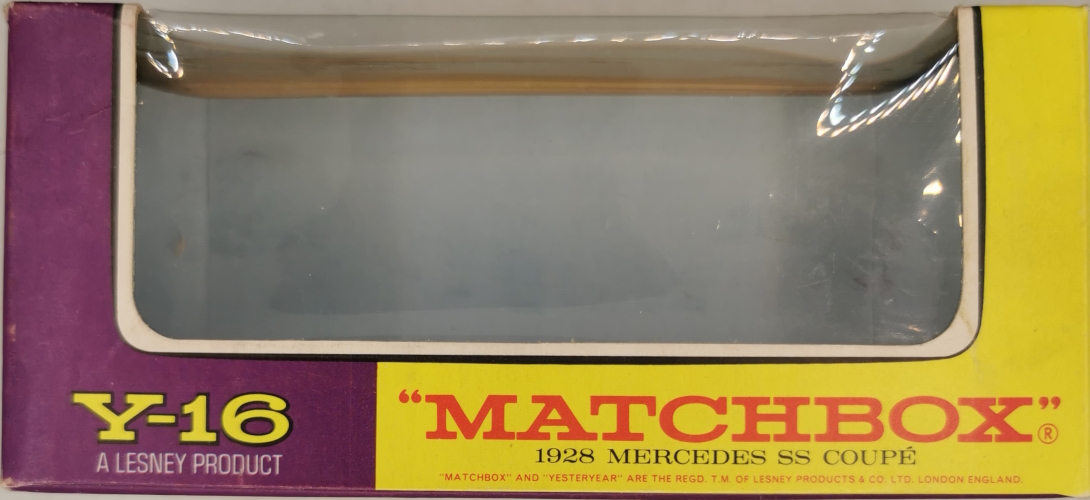 Y-16
A LESNEY PRODUCT
“MATCHBOX”®
1928 MERCEDES SS COUPÉ
"MATCHBOX" AND "YESTERYEAR" ARE THE REGD. T.M. OF LESNEY PRODUCTS & CO. LTD. LONDON ENGLAND.